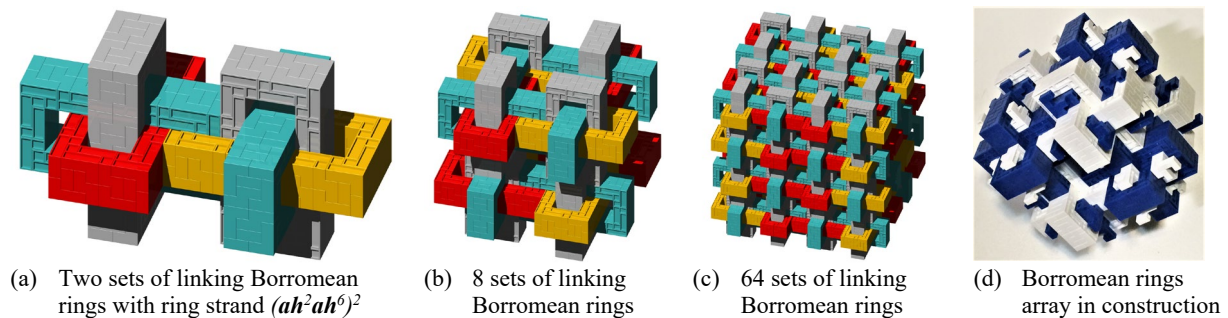 (a) Two sets of linking Borromean
rings with ring strand (ah²ah⁶)²
(b) 8 sets of linking
Borromean rings
(c) 64 sets of linking
Borromean rings
(d) Borromean rings
array in construction